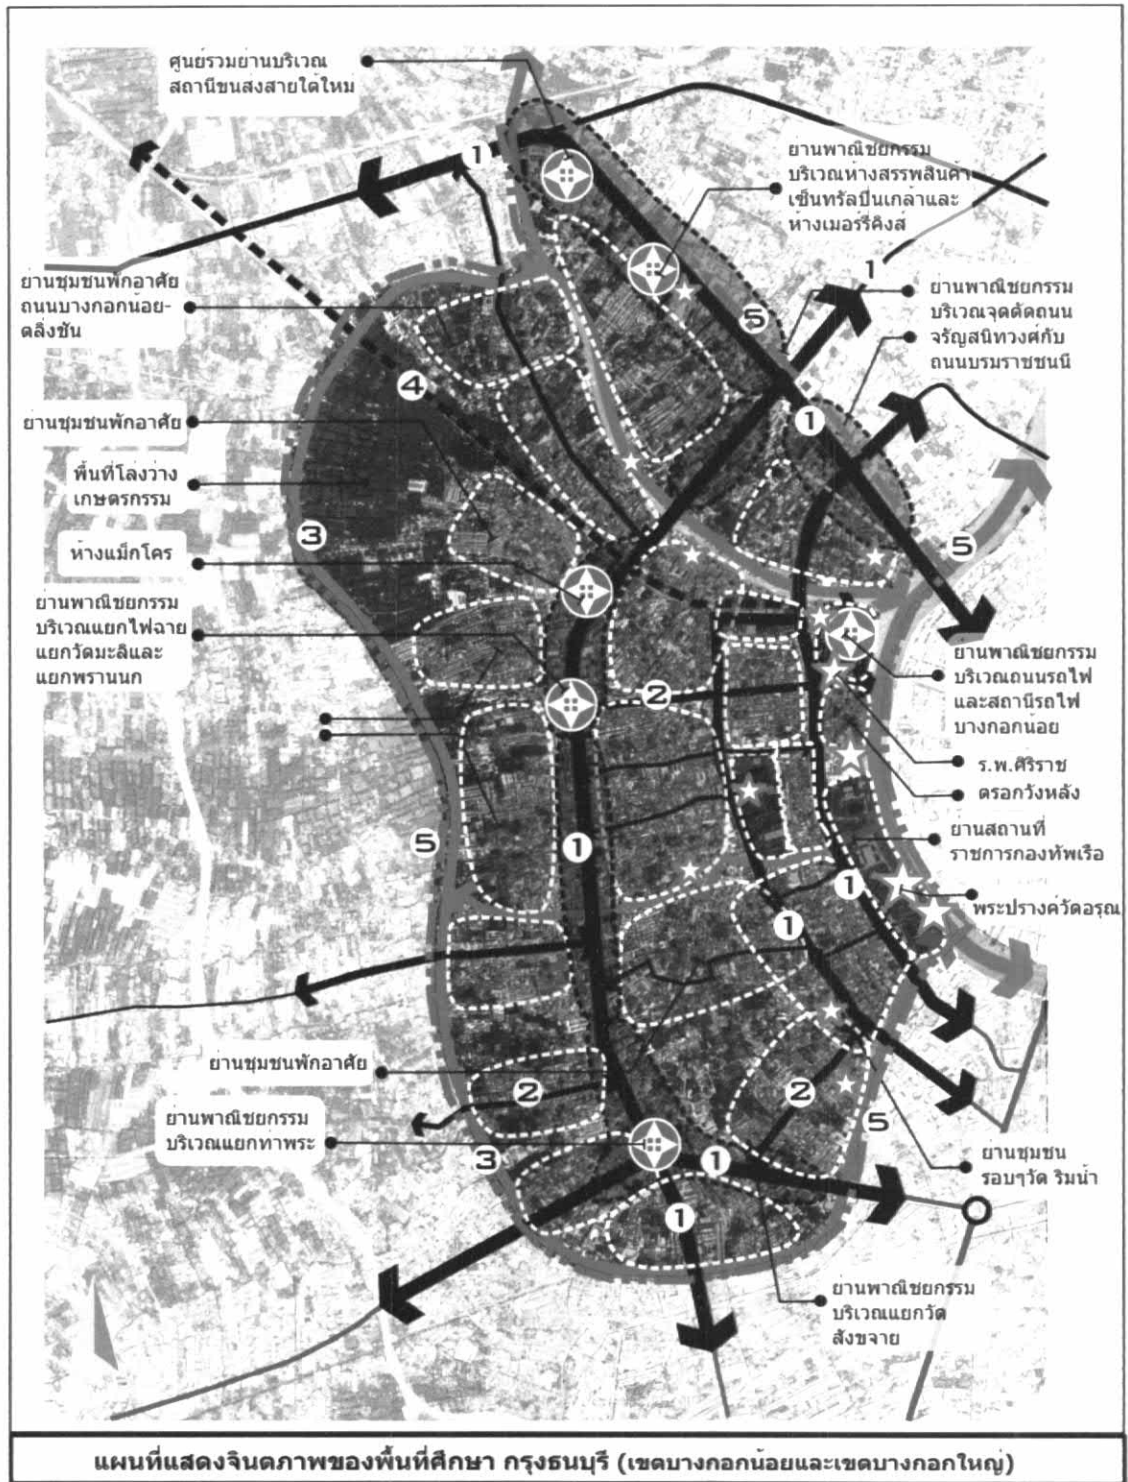 ศูนย์รวมย่านบริเวณ
สถานีขนส่งสายใต้ใหม่
1
ย่านพาณิชยกรรม
บริเวณห้างสรรพสินค้า
เซ็นทรัลปิ่นเกล้าและ
ห้างเมอร์รี่คิงส์
1
ย่านชุมชนพักอาศัย
ถนนบางกอกน้อย-
ตลิ่งชัน
ย่านพาณิชยกรรม
บริเวณจุดตัดถนน
จรัญสนิทวงศ์กับ
ถนนบรมราชชนนี
5
4
1
ย่านชุมชนพักอาศัย
พื้นที่โล่งว่าง
เกษตรกรรม
3
5
ห้างแม็กโคร
ย่านพาณิชยกรรม
บริเวณแยกไฟฉาย
แยกวัดมะลิและ
แยกพรานนก
ย่านพาณิชยกรรม
บริเวณถนนรถไฟ
และสถานีรถไฟ
บางกอกน้อย
2
ร.พ.ศิริราช
ตรอกวังหลัง
5
1
ย่านสถานที่
ราชการกองทัพเรือ
1
พระปรางค์วัดอรุณ
1
ย่านชุมชนพักอาศัย
2
2
ย่านพาณิชยกรรม
บริเวณแยกท่าพระ
5
3
1
ย่านชุมชน
รอบๆวัด ริมน้ำ
1
ย่านพาณิชยกรรม
บริเวณแยกวัด
สังขจาย
แผนที่แสดงจินตภาพของพื้นที่ศึกษา กรุงธนบุรี (เขตบางกอกน้อยและเขตบางกอกใหญ่)